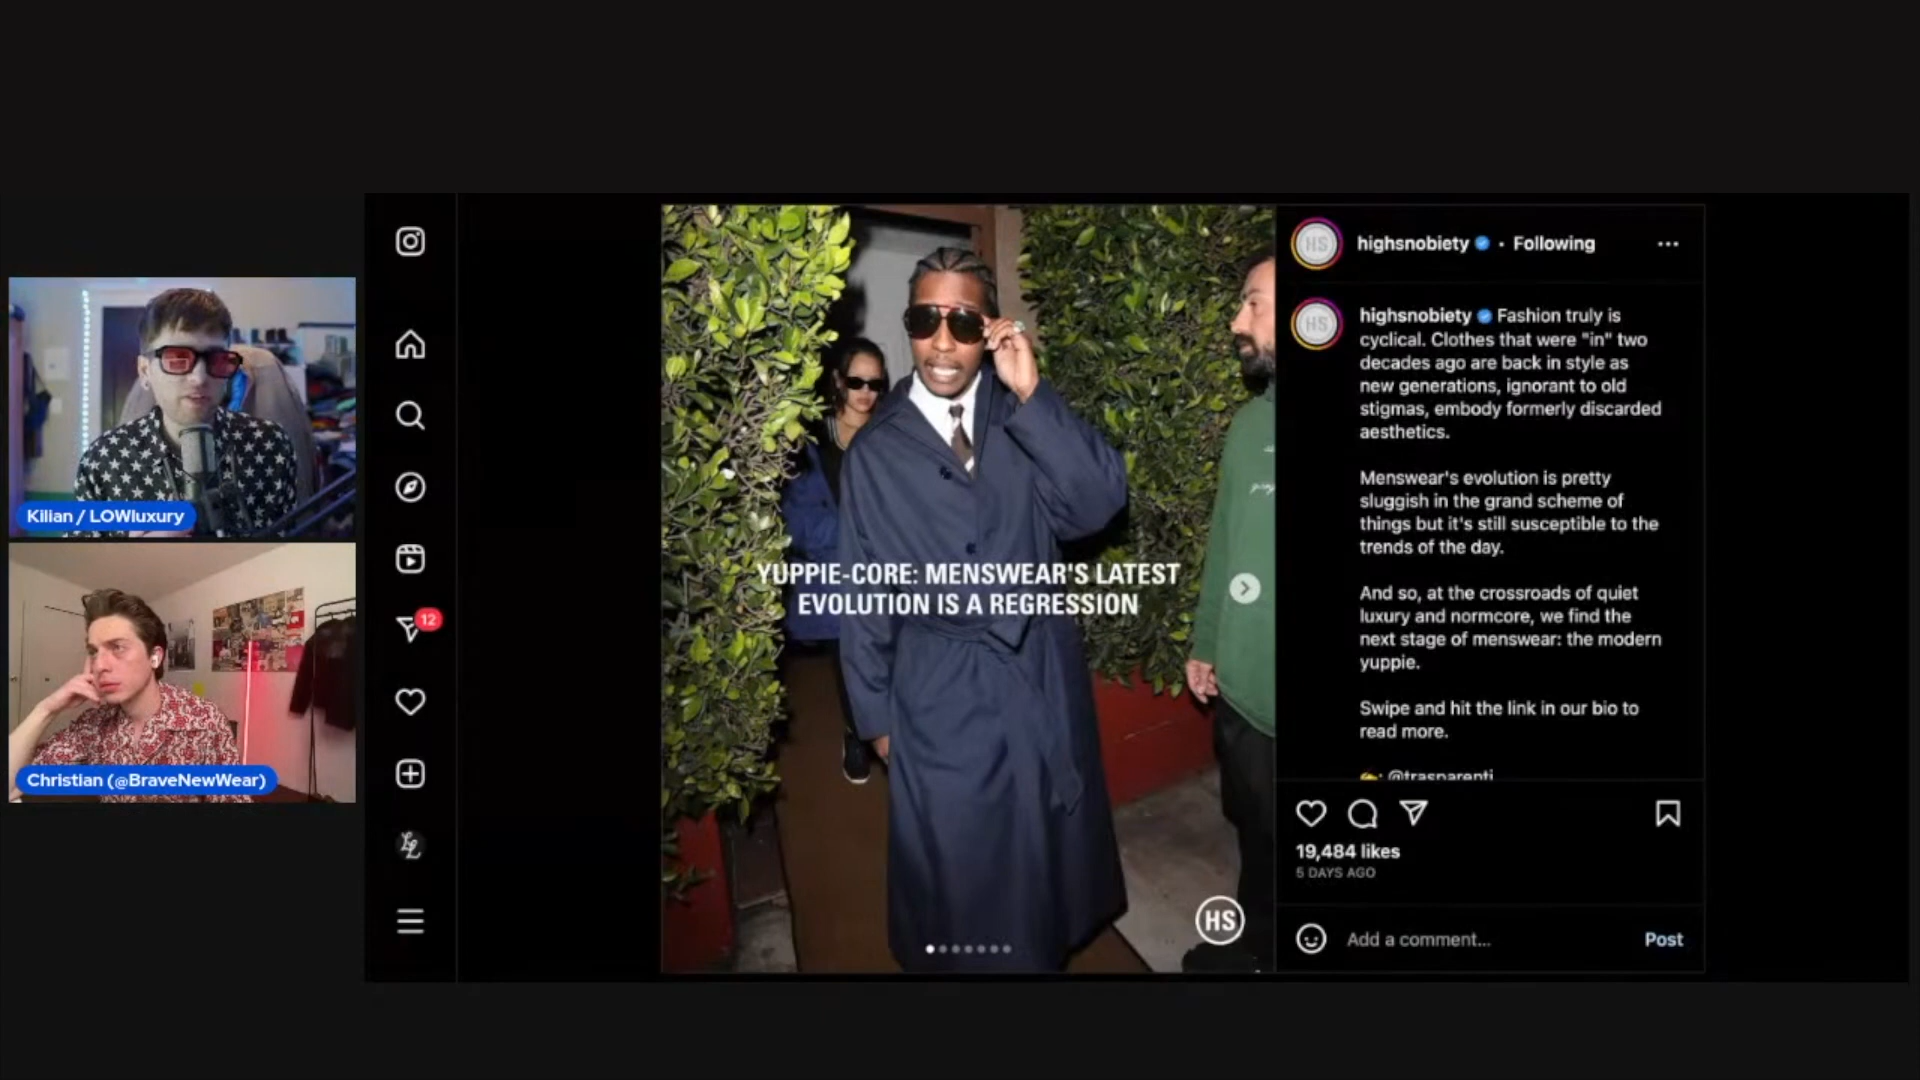 Kilian / LOWluxury
Christian (@BraveNewWear)
12
YUPPIE-CORE: MENSWEAR'S LATEST
EVOLUTION IS A REGRESSION
HS
HS
highsnobiety • Following
HS
highsnobiety Fashion truly is
cyclical. Clothes that were "in" two
decades ago are back in style as
new generations, ignorant to old
stigmas, embody formerly discarded
aesthetics.
Menswear's evolution is pretty
sluggish in the grand scheme of
things but it's still susceptible to the
trends of the day.
And so, at the crossroads of quiet
luxury and normcore, we find the
next stage of menswear: the modern
yuppie.
Swipe and hit the link in our bio to
read more.
✍️: @trasparenti
19,484 likes
5 DAYS AGO
Add a comment...
Post